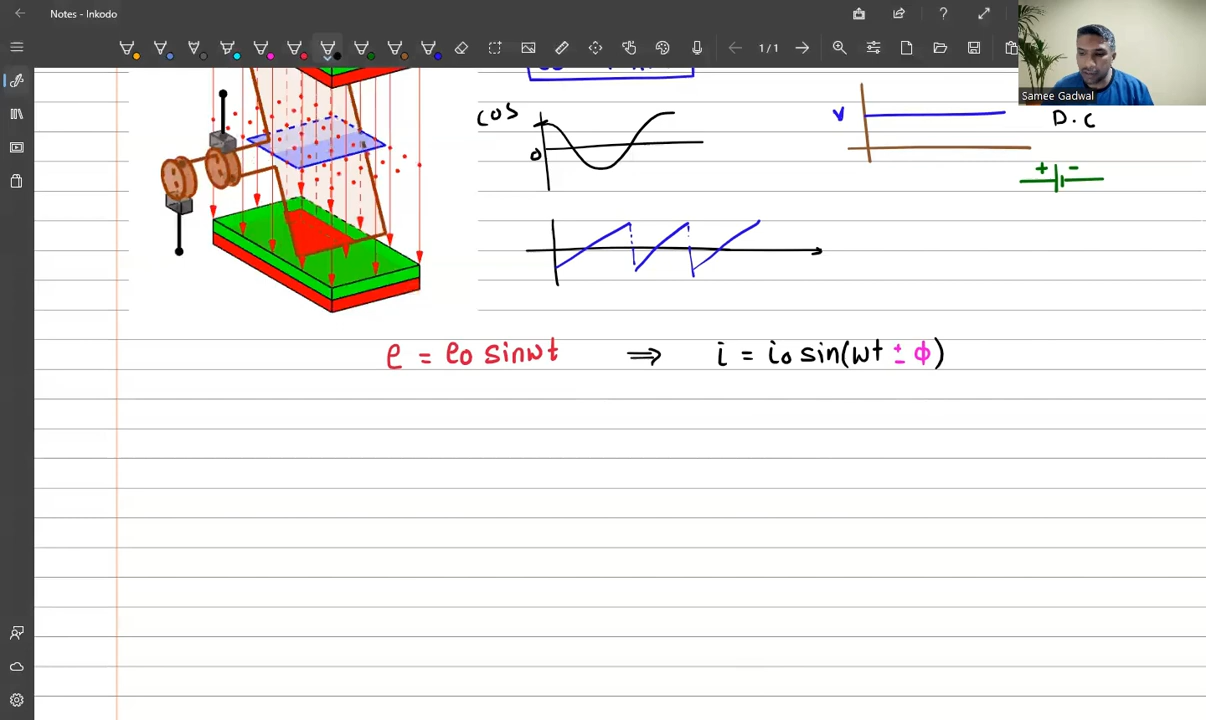 Notes - Inkodo
1/1
Samee Gadwal
cos
0
V
D.C
+ -
e = e0 sinωt ⇒ i = i0 sin(ωt ± φ)